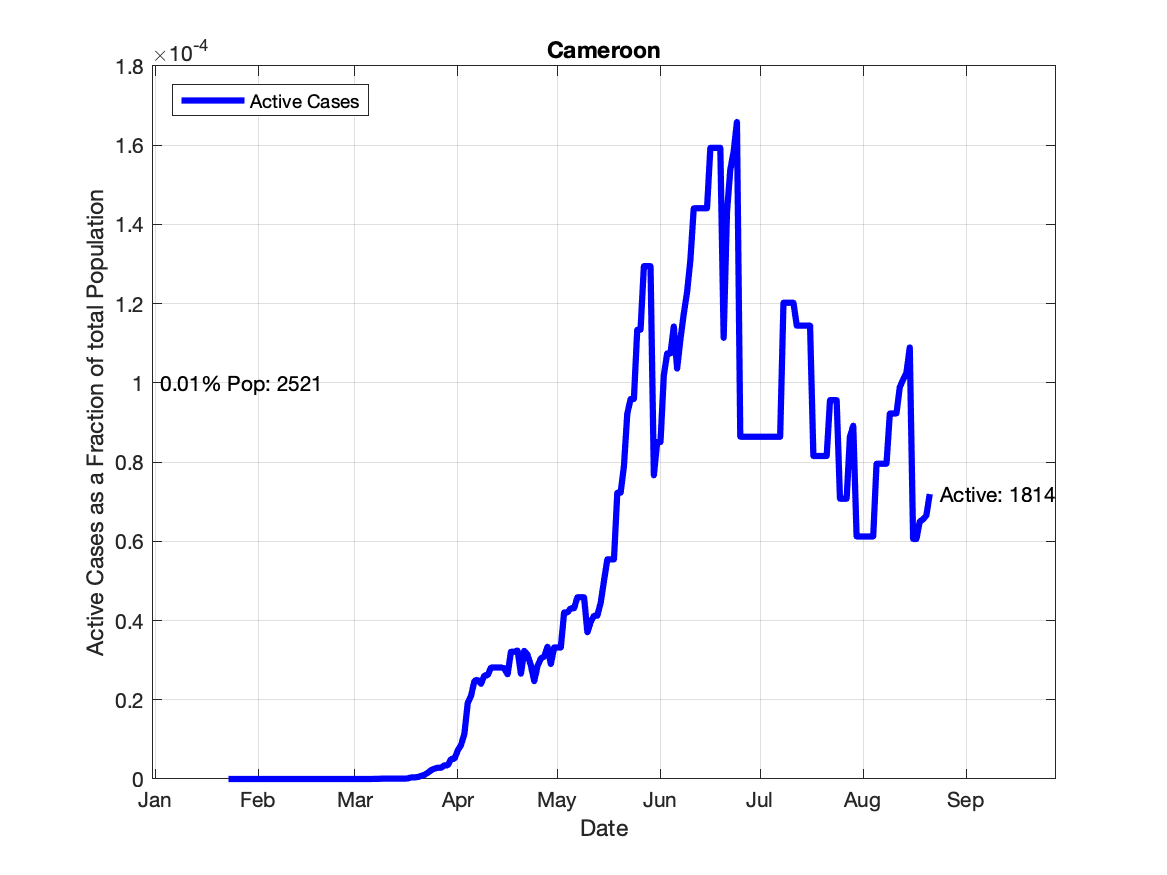 Cameroon
×10-4
Active Cases
1.8
1.6
1.4
1.2
1
0.8
0.6
0.4
0.2
0
0.01% Pop: 2521
Active: 1814
Active Cases as a Fraction of total Population
Jan Feb Mar Apr May Jun Jul Aug Sep
Date